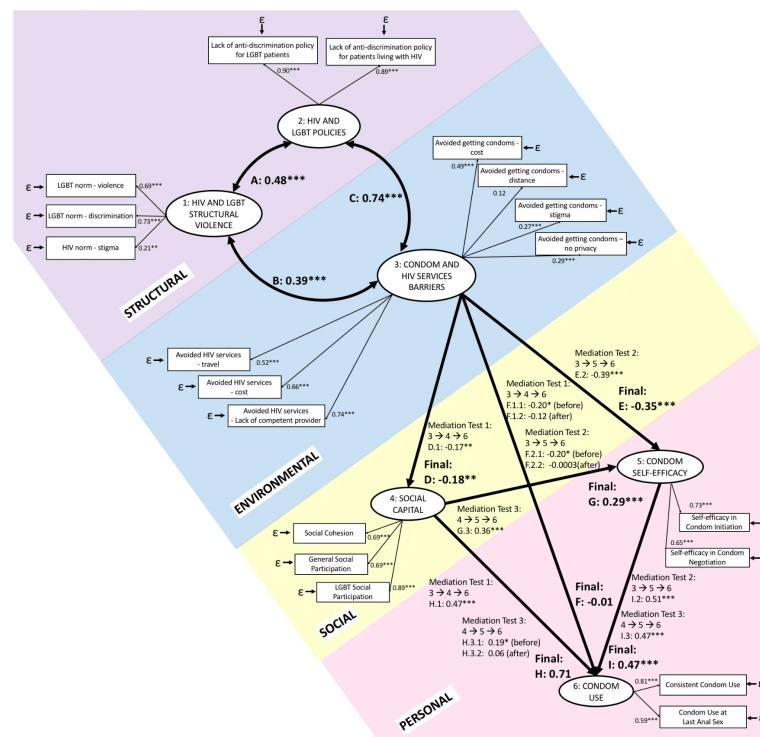 ε
ε
Lack of anti-discrimination policy
for LGBT patients
Lack of anti-discrimination policy
for patients living with HIV
0.90***
0.89***
2: HIV AND
LGBT POLICIES
A: 0.48***
C: 0.74***
ε
LGBT norm - violence
0.69***
ε
LGBT norm - discrimination
0.73***
ε
HIV norm - stigma
0.21**
1: HIV AND LGBT
STRUCTURAL
VIOLENCE
B: 0.39***
STRUCTURAL
Avoided getting condoms -
cost
ε
0.49***
Avoided getting condoms -
distance
ε
0.12
Avoided getting condoms -
stigma
ε
0.27***
Avoided getting condoms –
no privacy
ε
0.29***
3: CONDOM AND
HIV SERVICES
BARRIERS
ε
Avoided HIV services
- travel
0.52***
ε
Avoided HIV services
- cost
0.66***
ε
Avoided HIV services
- Lack of competent provider
0.74***
ENVIRONMENTAL
Mediation Test 2:
3 → 5 → 6
E.2: -0.39***
Final:
E: -0.35***
Mediation Test 1:
3 → 4 → 6
F.1.1: -0.20* (before)
F.1.2: -0.12 (after)
Mediation Test 2:
3 → 5 → 6
F.2.1: -0.20* (before)
F.2.2: -0.0003(after)
Mediation Test 1:
3 → 4 → 6
D.1: -0.17**
Final:
D: -0.18**
5: CONDOM
SELF-EFFICACY
Final:
G: 0.29***
4: SOCIAL
CAPITAL
Mediation Test 3:
4 → 5 → 6
G.3: 0.36***
0.73***
Self-efficacy in
Condom Initiation
0.65***
Self-efficacy in Condom
Negotiation
ε
Social Cohesion
0.69***
ε
General Social
Participation
0.69***
ε
LGBT Social
Participation
0.89***
SOCIAL
Mediation Test 1:
3 → 4 → 6
H.1: 0.47***
Mediation Test 3:
4 → 5 → 6
H.3.1: 0.19* (before)
H.3.2: 0.06 (after)
Final:
H: 0.71
Final:
F: -0.01
Mediation Test 2:
3 → 5 → 6
I.2: 0.51***
Mediation Test 3:
4 → 5 → 6
I.3: 0.47***
Final:
I: 0.47***
6: CONDOM
USE
0.81***
Consistent Condom Use
ε
0.59***
Condom Use at
Last Anal Sex
ε
PERSONAL